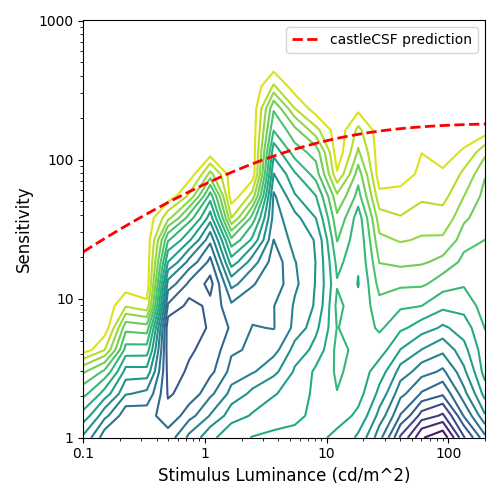 1000
castleCSF prediction
100
10
1
Sensitivity
0.1 1 10 100
Stimulus Luminance (cd/m^2)